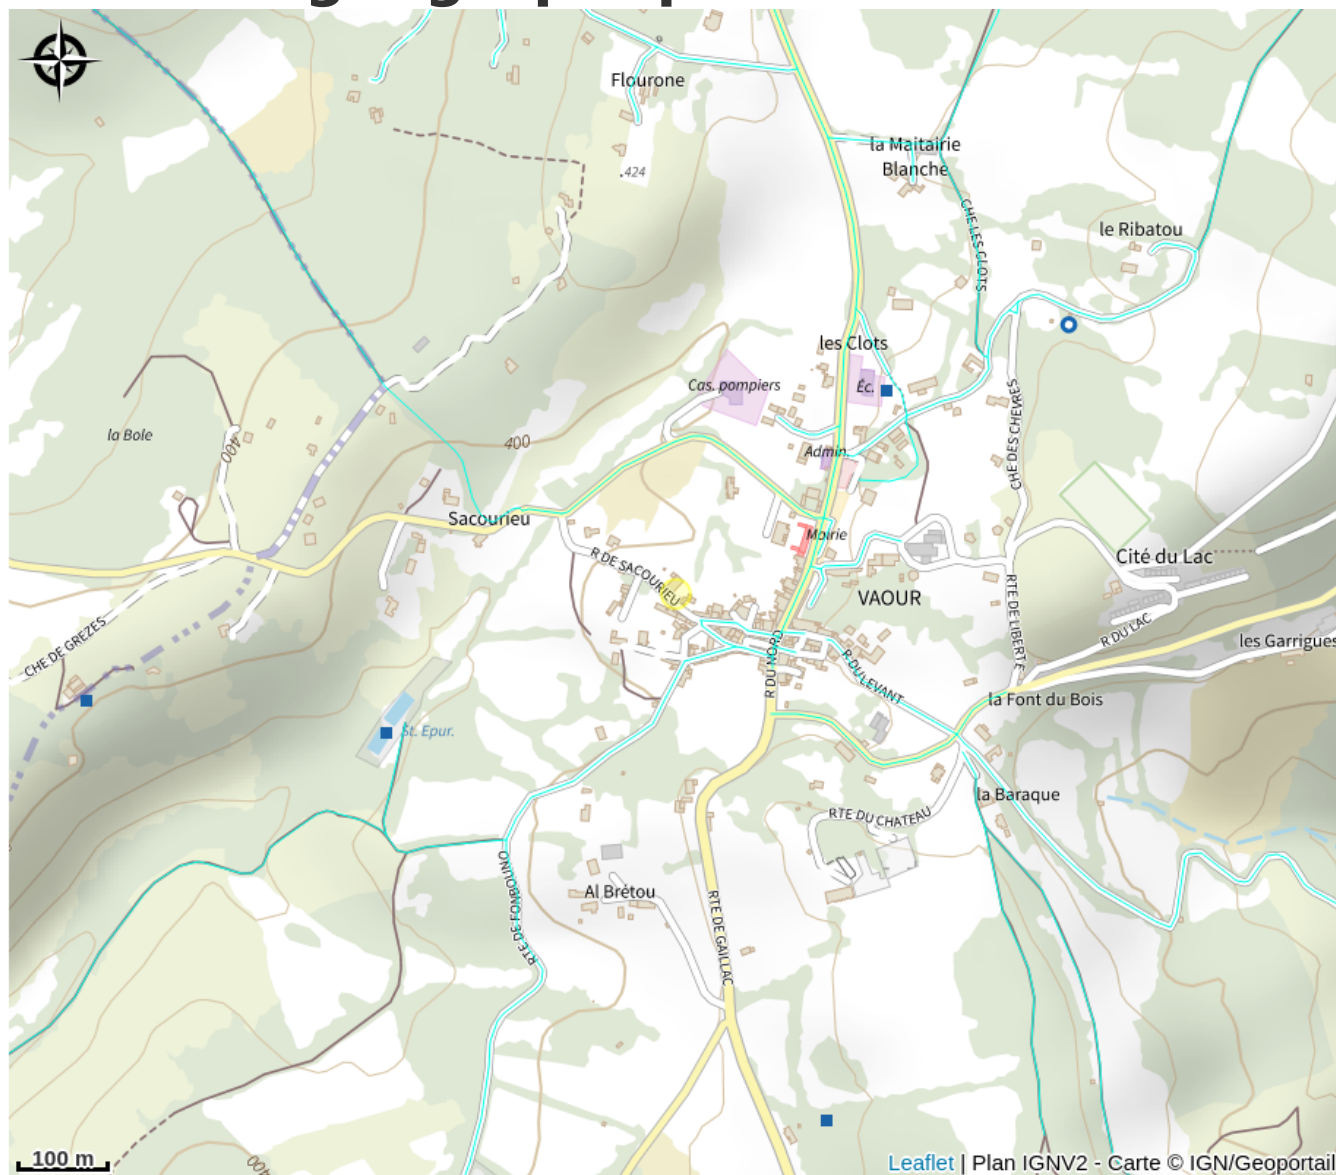 Flourone
.424
la Maitairie
Blanche
CHE LES CLOTS
le Ribatou
les Clots
Cas. pompiers
Éc.
CHE DES CHEVRES
la Bole
400
400
Admin.
Sacourieu
Mairie
R DE SACOURIEU
Cité du Lac
VAOUR
RTE DE LIBERTE
R DU LAC
CHE DE GREZES
les Garrigues
R DU NORD
R DU LEVANT
la Font du Bois
St. Epur.
la Baraque
RTE DU CHATEAU
RTE DE FONBOUNO
Al Brétou
RTE DE GAILLAC
400
100 m
Leaflet | Plan IGNV2 - Carte © IGN/Geoportail